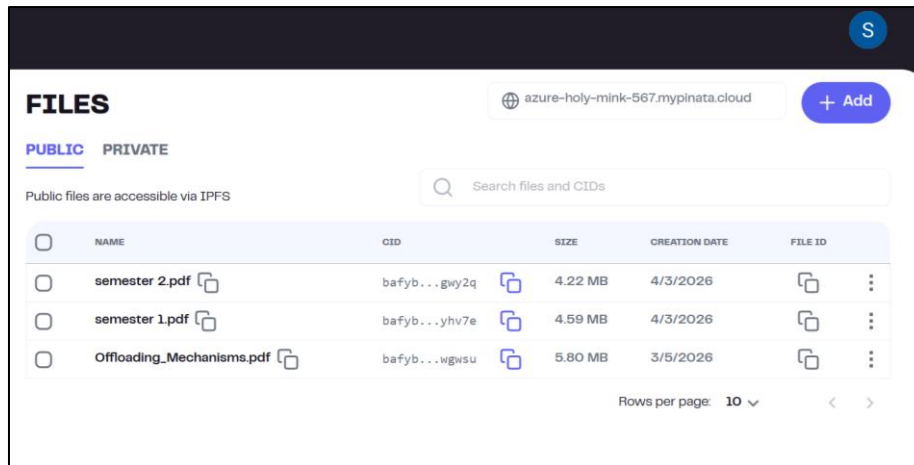 S
FILES
azure-holy-mink-567.mypinata.cloud
+ Add
PUBLIC PRIVATE
Public files are accessible via IPFS
Search files and CIDs
NAME CID SIZE CREATION DATE FILE ID
semester 2.pdf bafyb...gwy2q 4.22 MB 4/3/2026
semester 1.pdf bafyb...yhv7e 4.59 MB 4/3/2026
Offloading_Mechanisms.pdf bafyb...wgwsu 5.80 MB 3/5/2026
Rows per page: 10